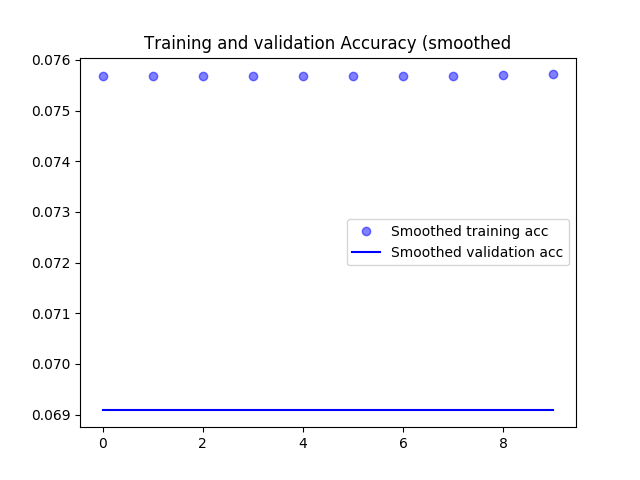 Training and validation Accuracy (smoothed
0.076
0.075
0.074
0.073
0.072
0.071
0.070
0.069
Smoothed training acc
Smoothed validation acc
0 2 4 6 8